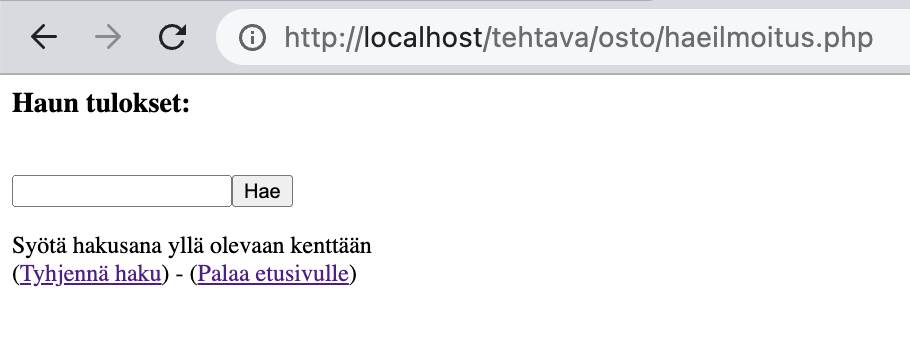 http://localhost/tehtava/osto/haeilmoitus.php
Haun tulokset:
Hae
Syötä hakusana yllä olevaan kenttään
(Tyhjennä haku) - (Palaa etusivulle)